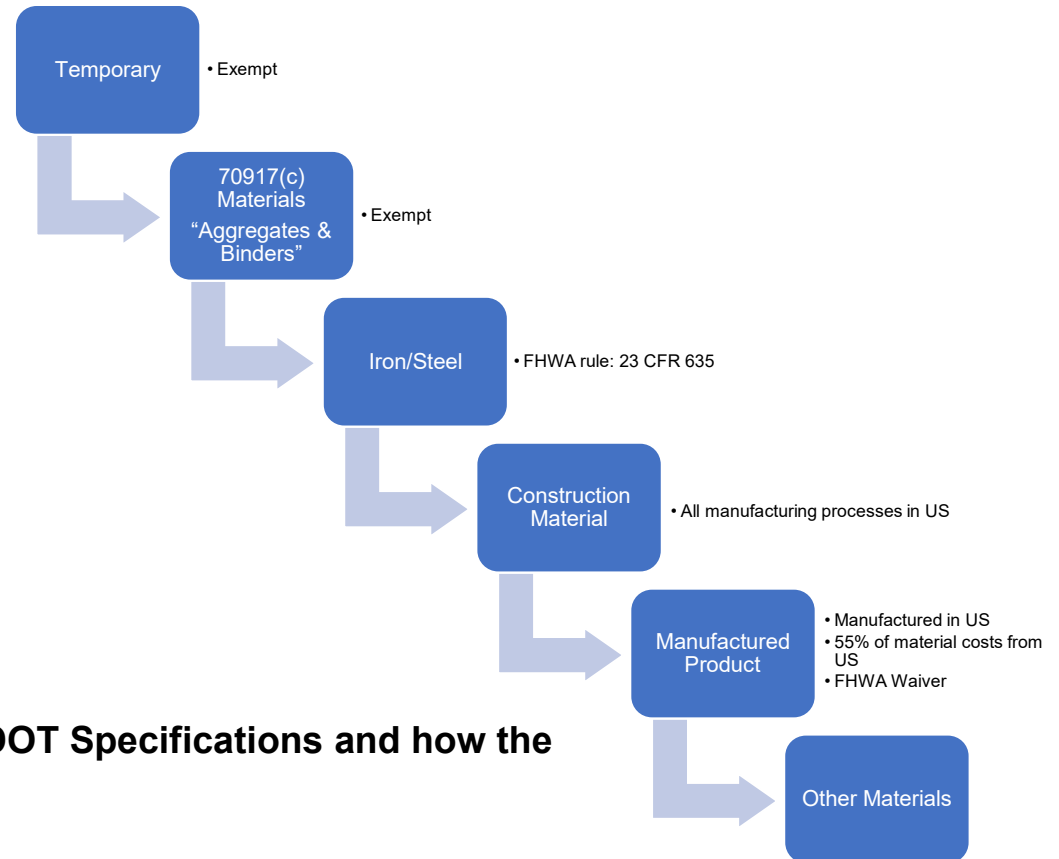 Temporary
• Exempt
70917(c)
Materials
“Aggregates &
Binders”
• Exempt
Iron/Steel
• FHWA rule: 23 CFR 635
Construction
Material
• All manufacturing processes in US
Manufactured
Product
• Manufactured in US
• 55% of material costs from
US
• FHWA Waiver
DOT Specifications and how the
Other Materials